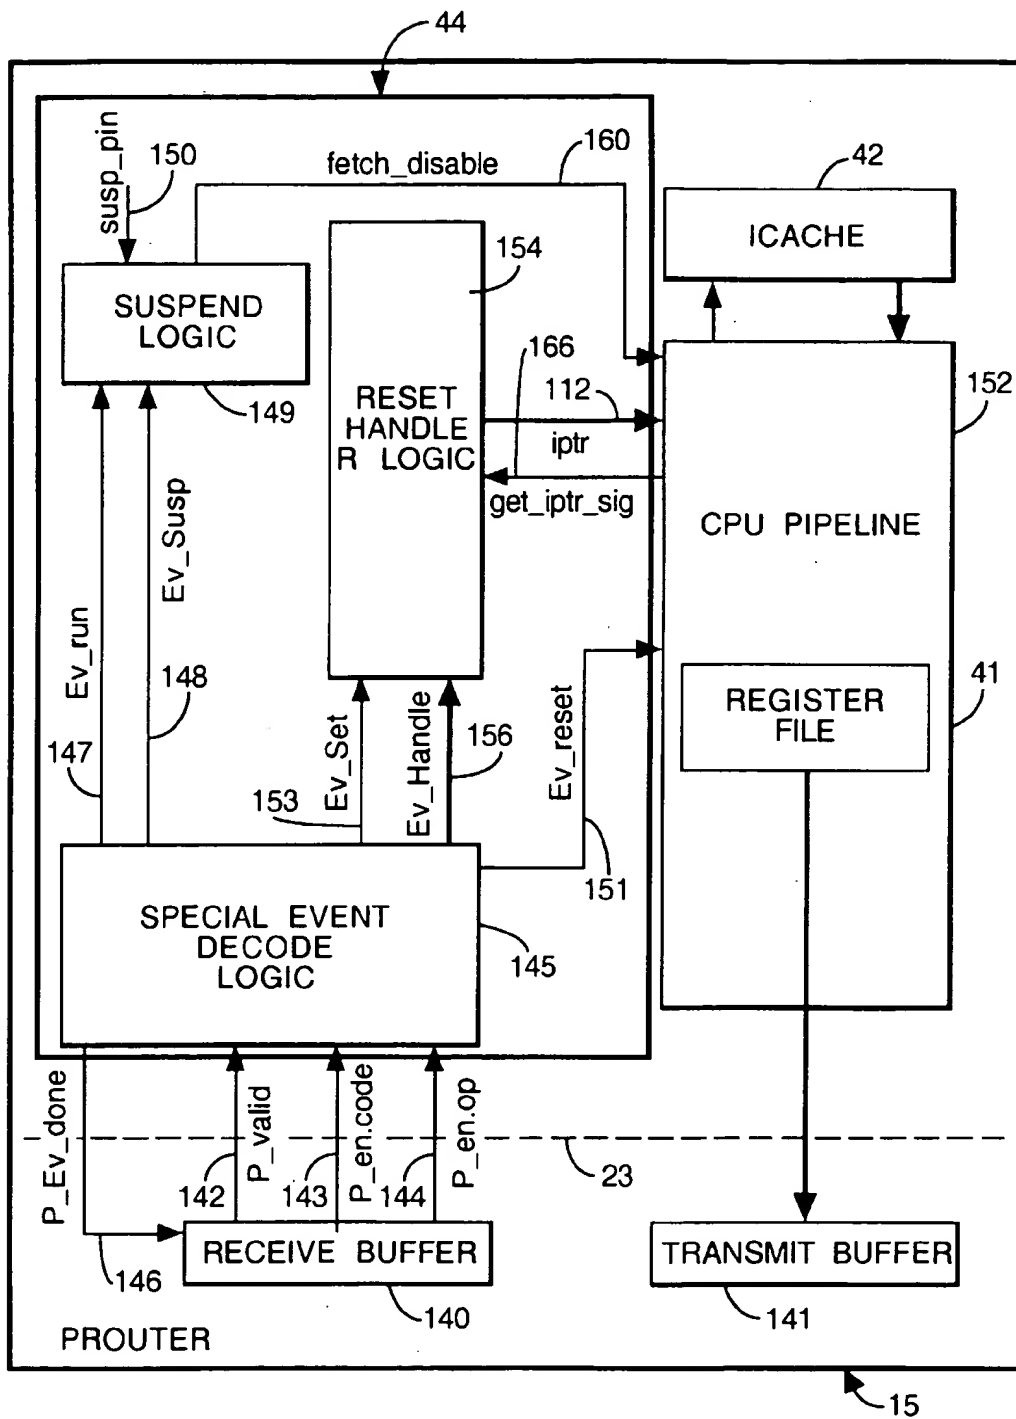 44
susp_pin
150
fetch_disable
160
42
ICACHE
154
SUSPEND
LOGIC
149
166
112
iptr
get_iptr_sig
RESET
HANDLE
R LOGIC
152
CPU PIPELINE
Ev_run
Ev_Susp
147
148
Ev_Set
153
Ev_Handle
156
Ev_reset
151
REGISTER
FILE
41
SPECIAL EVENT
DECODE
LOGIC
145
P_Ev_done
P_valid
P_en.code
P_en.op
142
143
144
23
146
RECEIVE BUFFER
140
TRANSMIT BUFFER
141
PROUTER
15